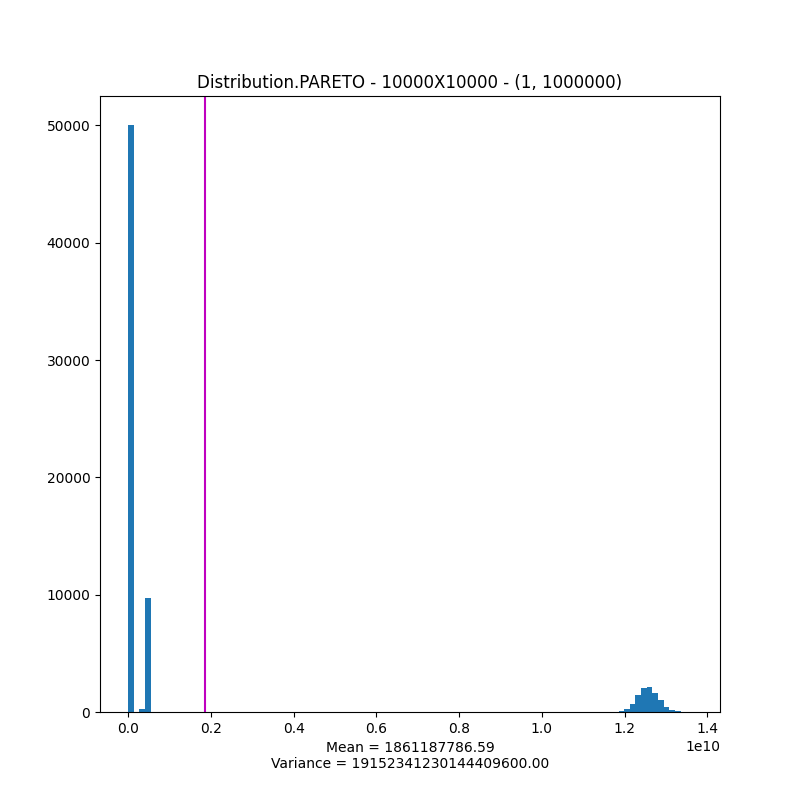 Distribution.PARETO - 10000X10000 - (1, 1000000)
50000
40000
30000
20000
10000
0
0.0 0.2 0.4 0.6 0.8 1.0 1.2 1.4
1e10
Mean = 1861187786.59
Variance = 19152341230144409600.00